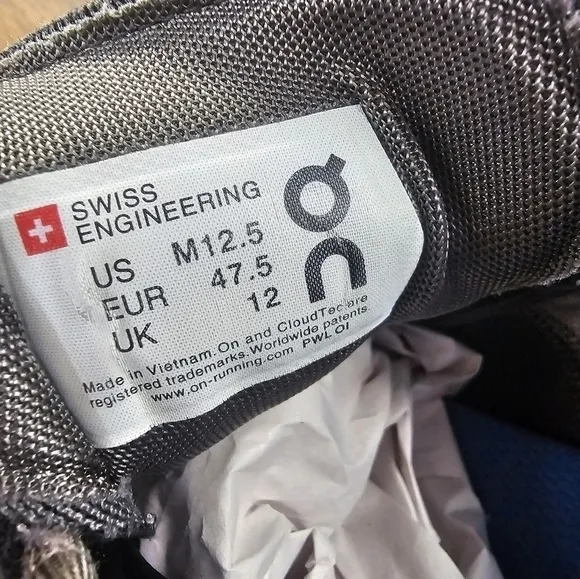 SWISS
ENGINEERING
US M12.5
EUR 47.5
UK 12
Made in Vietnam. On and CloudTec are
registered trademarks. Worldwide patents.
www.on-running.com PWL OI